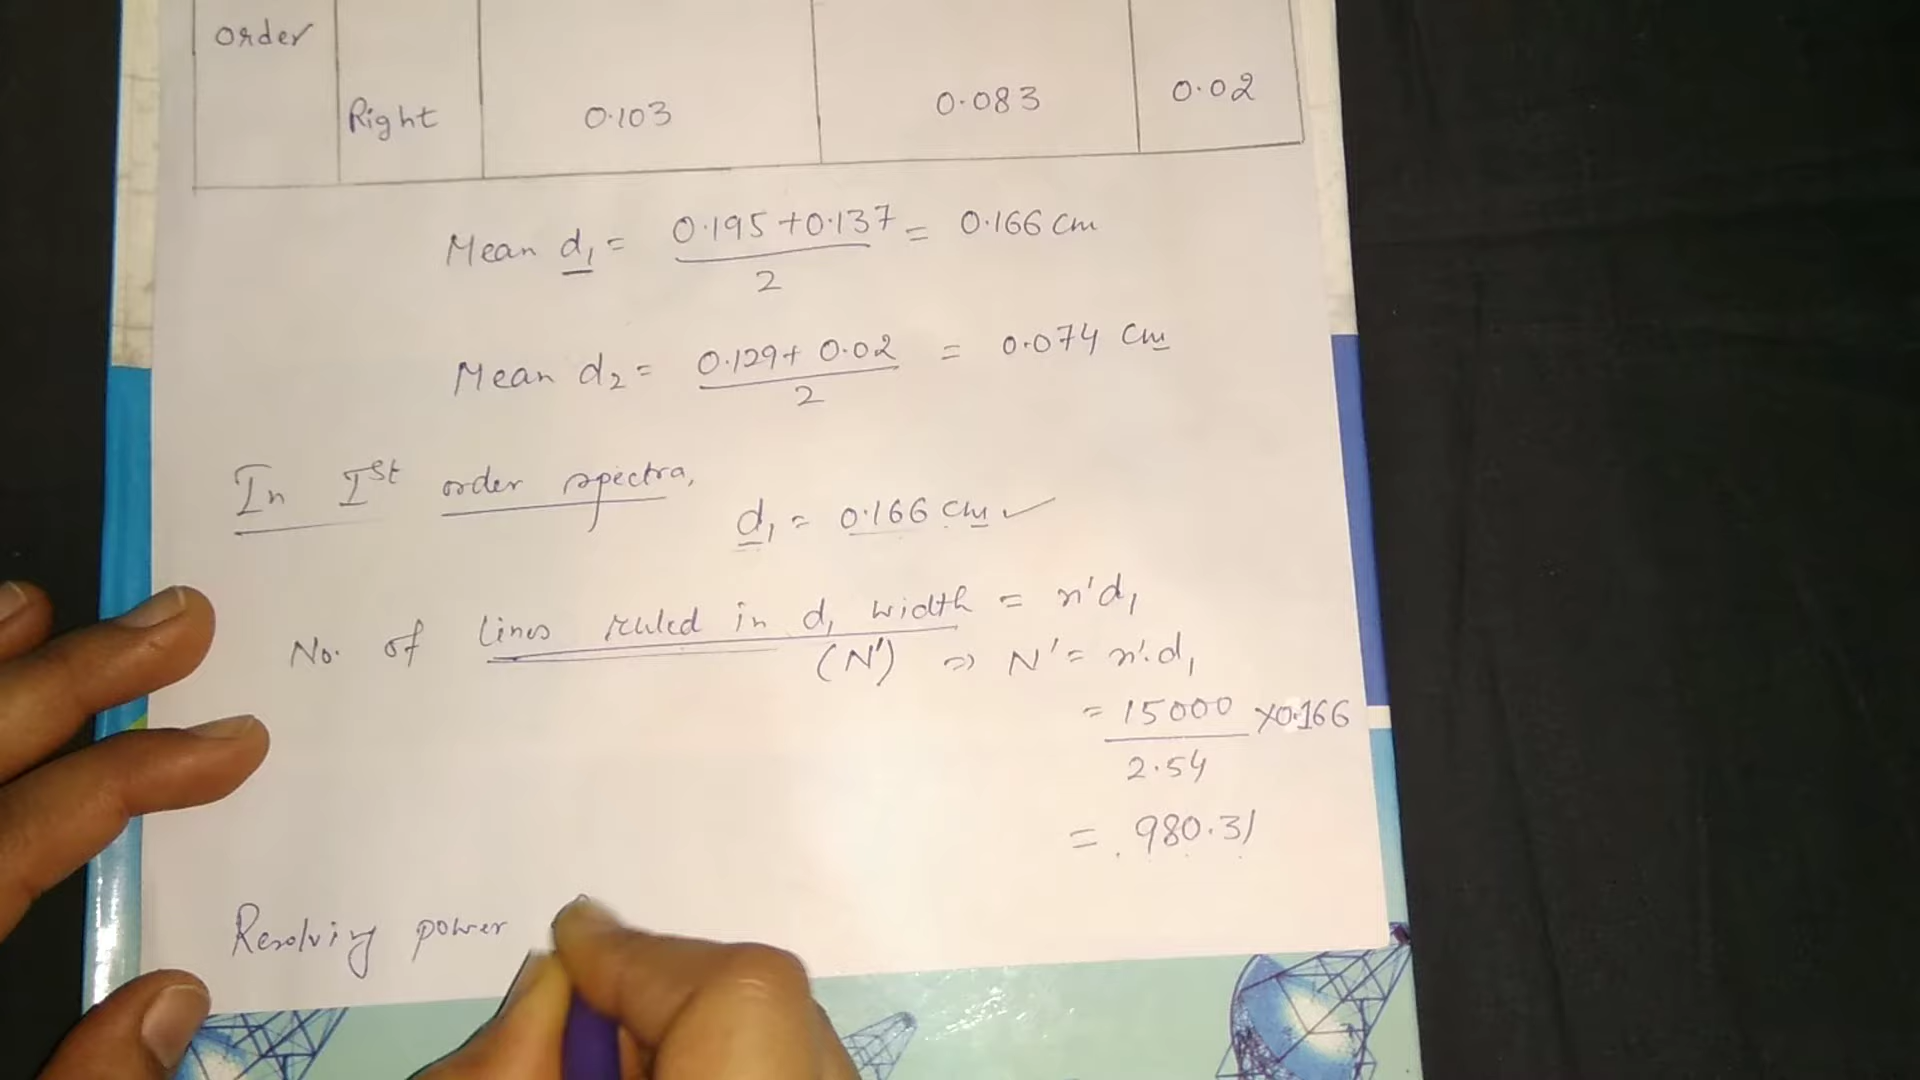 order
Right 0.103 0.083 0.02
Mean d₁ = 0.195 + 0.137 / 2 = 0.166 cm
Mean d₂ = 0.129 + 0.02 / 2 = 0.074 cm
In Iˢᵗ order spectra,
d₁ = 0.166 cm ✓
No. of lines ruled in d₁ width = n'd₁
(N') => N' = n'.d₁
= 15000 / 2.54 × 0.166
= 980.31
Resolving power